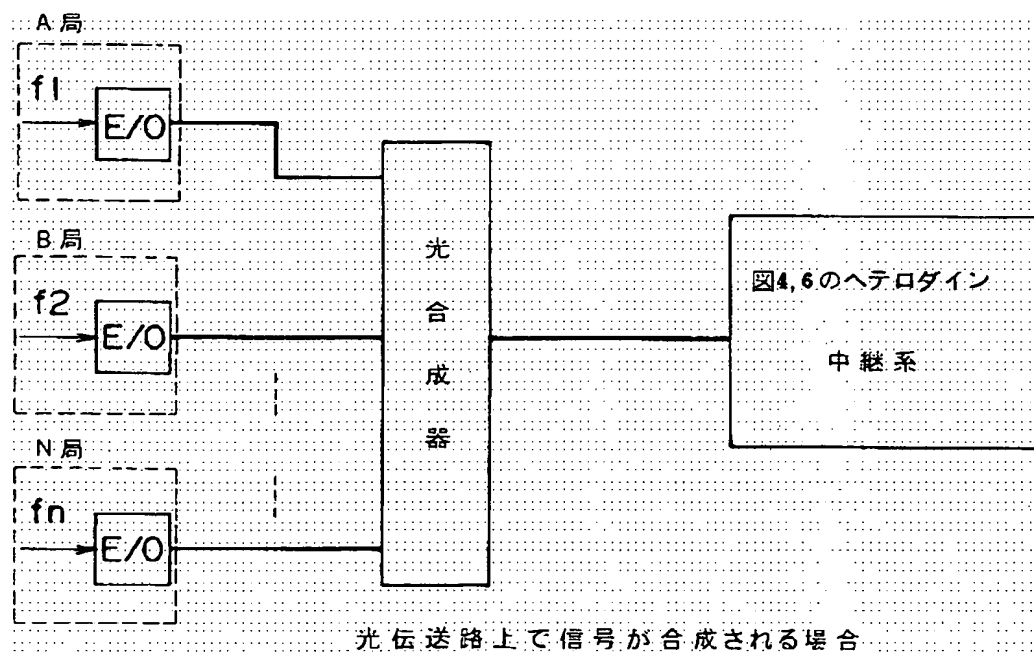 A局
f1
E/O
B局
f2
E/O
N局
fn
E/O
光合成器
図4,6のヘテロダイン
中継系
光伝送路上で信号が合成される場合